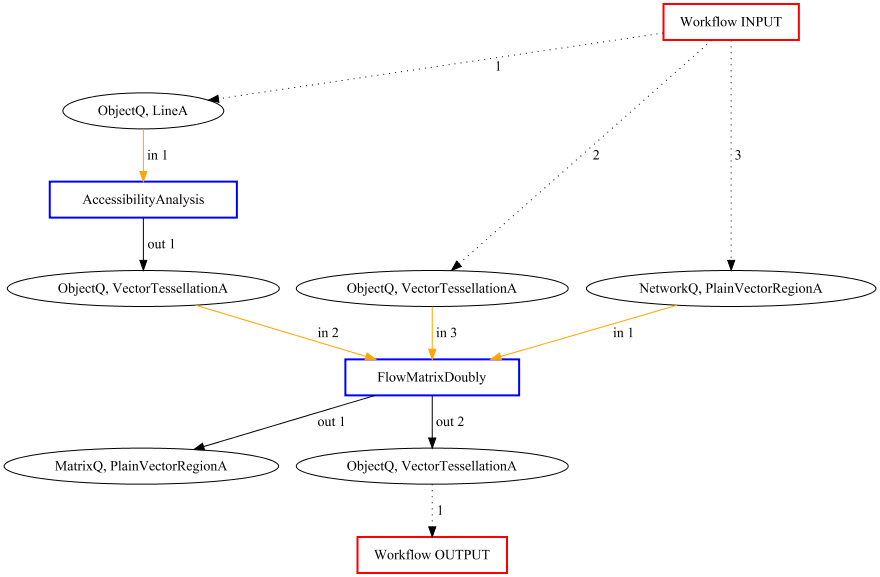 Workflow INPUT
1
2
3
ObjectQ, LineA
in 1
AccessibilityAnalysis
out 1
ObjectQ, VectorTessellationA
ObjectQ, VectorTessellationA
NetworkQ, PlainVectorRegionA
in 2
in 3
in 1
FlowMatrixDoubly
out 1
out 2
MatrixQ, PlainVectorRegionA
ObjectQ, VectorTessellationA
1
Workflow OUTPUT